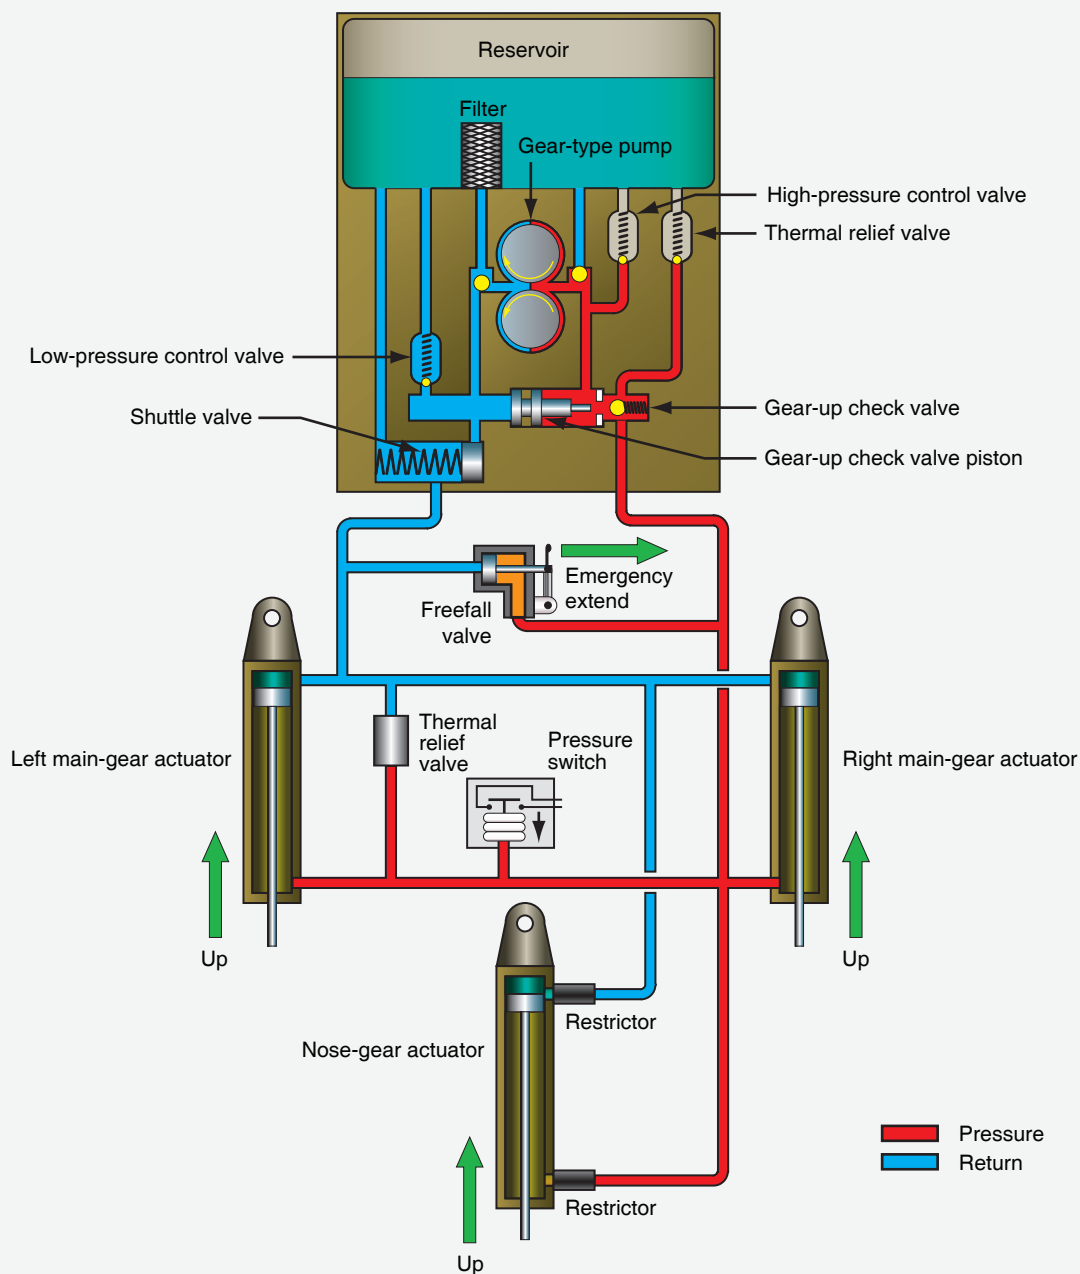 Reservoir
Filter
Gear-type pump
High-pressure control valve
Thermal relief valve
Low-pressure control valve
Shuttle valve
Gear-up check valve
Gear-up check valve piston
Emergency
extend
Freefall
valve
Thermal
relief
valve
Pressure
switch
Left main-gear actuator
Right main-gear actuator
Up
Up
Restrictor
Nose-gear actuator
Restrictor
Up
Pressure
Return